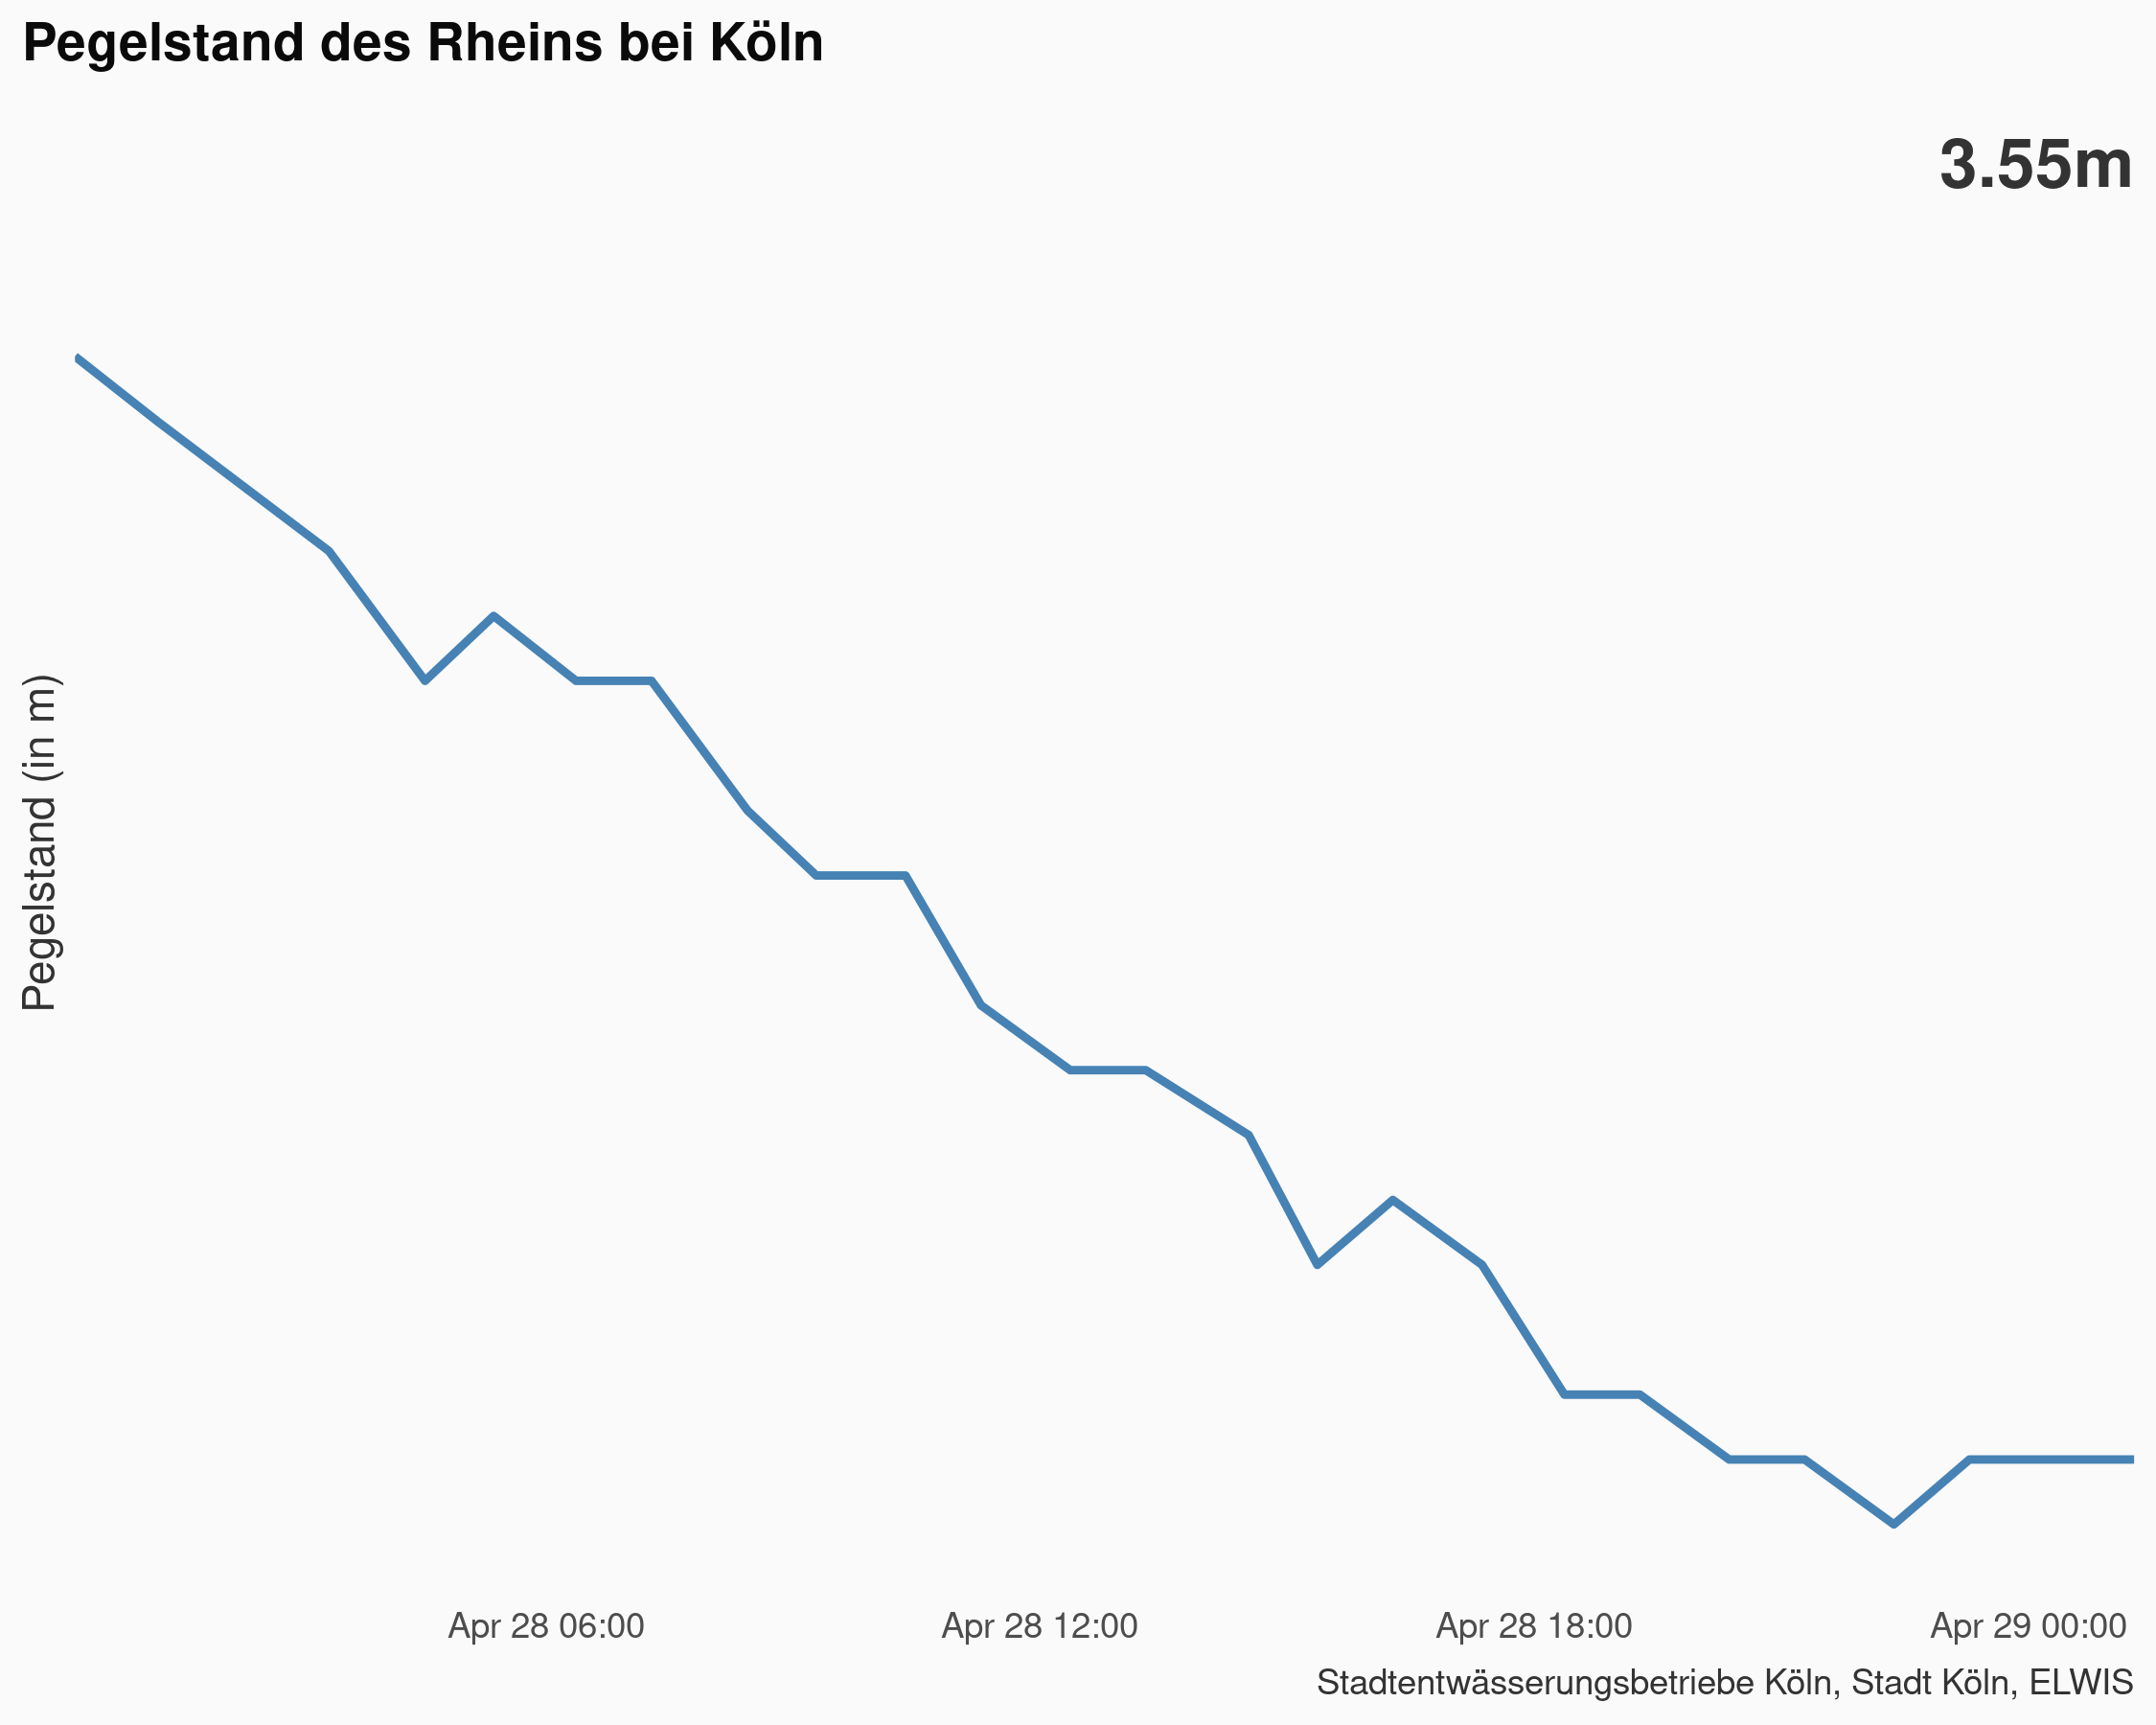 Pegelstand des Rheins bei Köln
3.55m
Pegelstand (in m)
Apr 28 06:00 Apr 28 12:00 Apr 28 18:00 Apr 29 00:00
Stadtentwässerungsbetriebe Köln, Stadt Köln, ELWIS